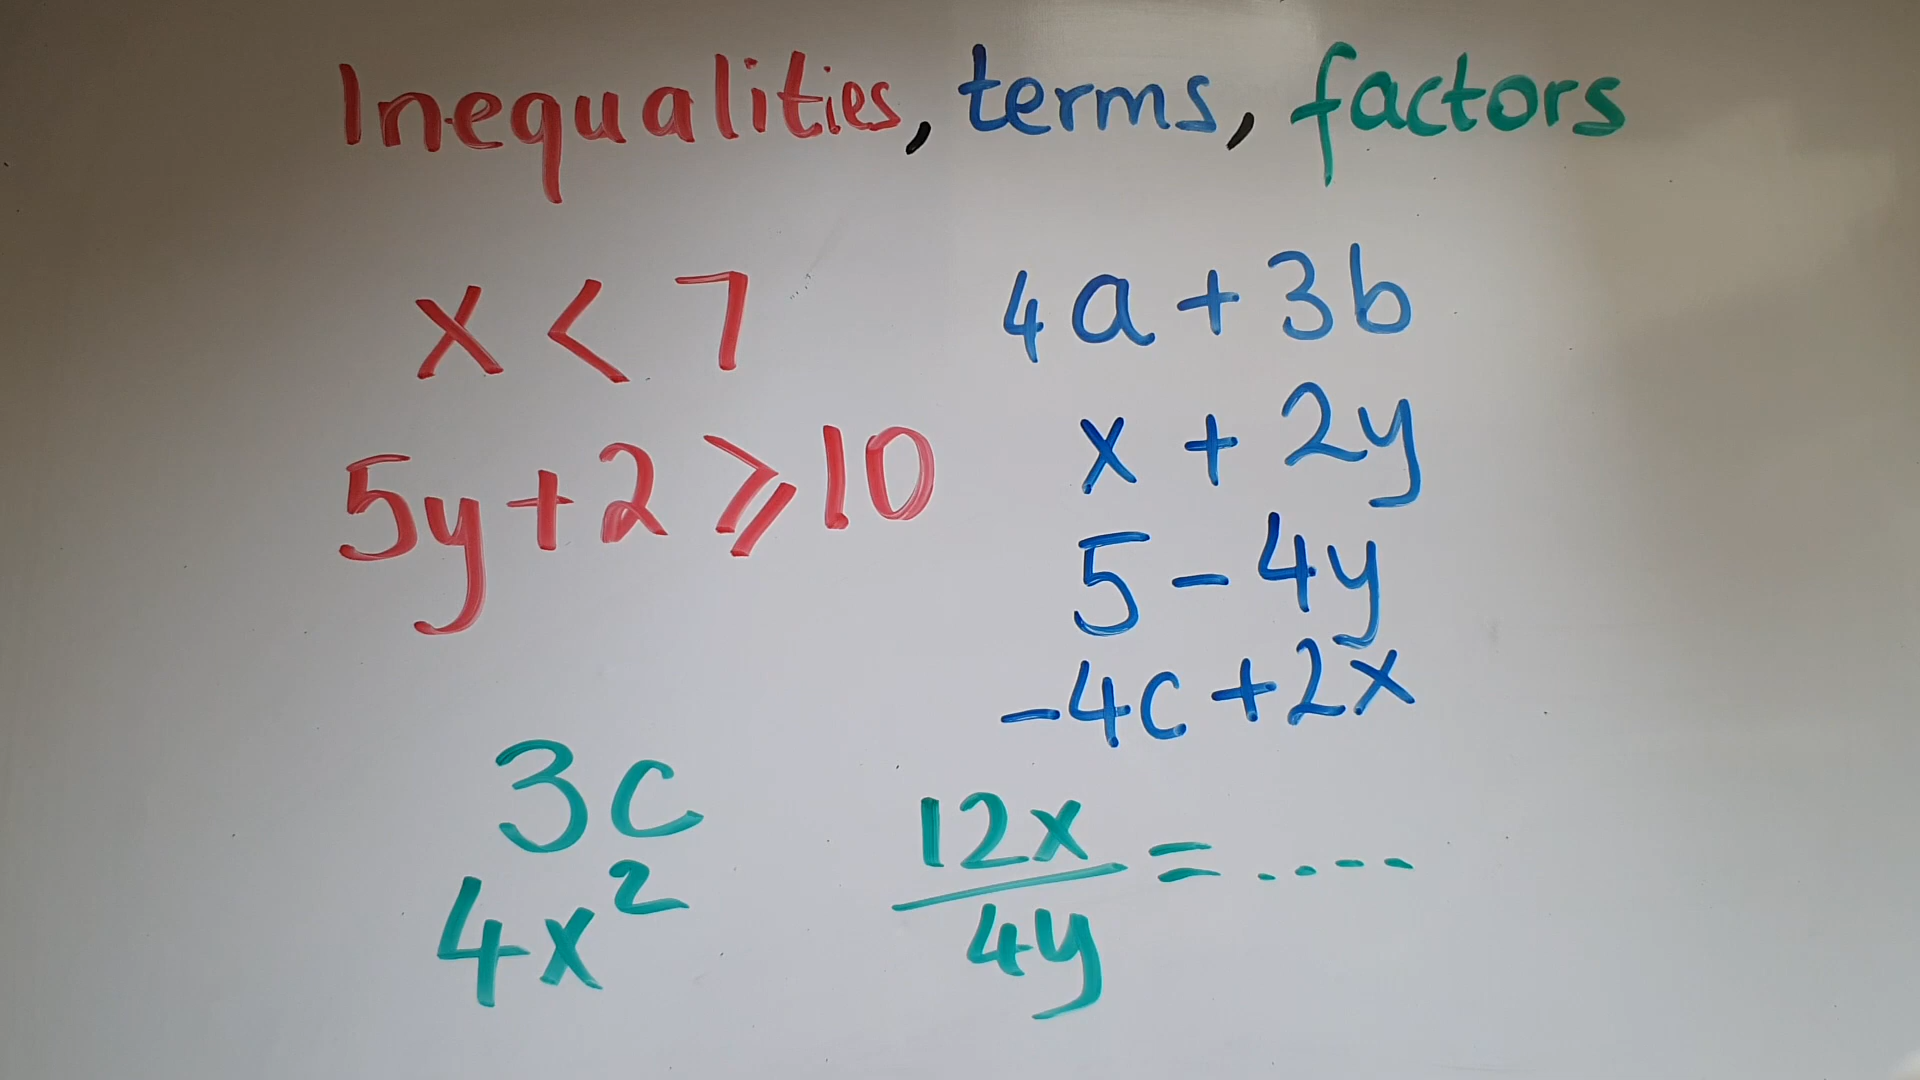 Inequalities, terms, factors
x < 7
5y + 2 ⩾ 10
4a + 3b
x + 2y
5 - 4y
-4c + 2x
3c
4x²
12x
4y
= .....